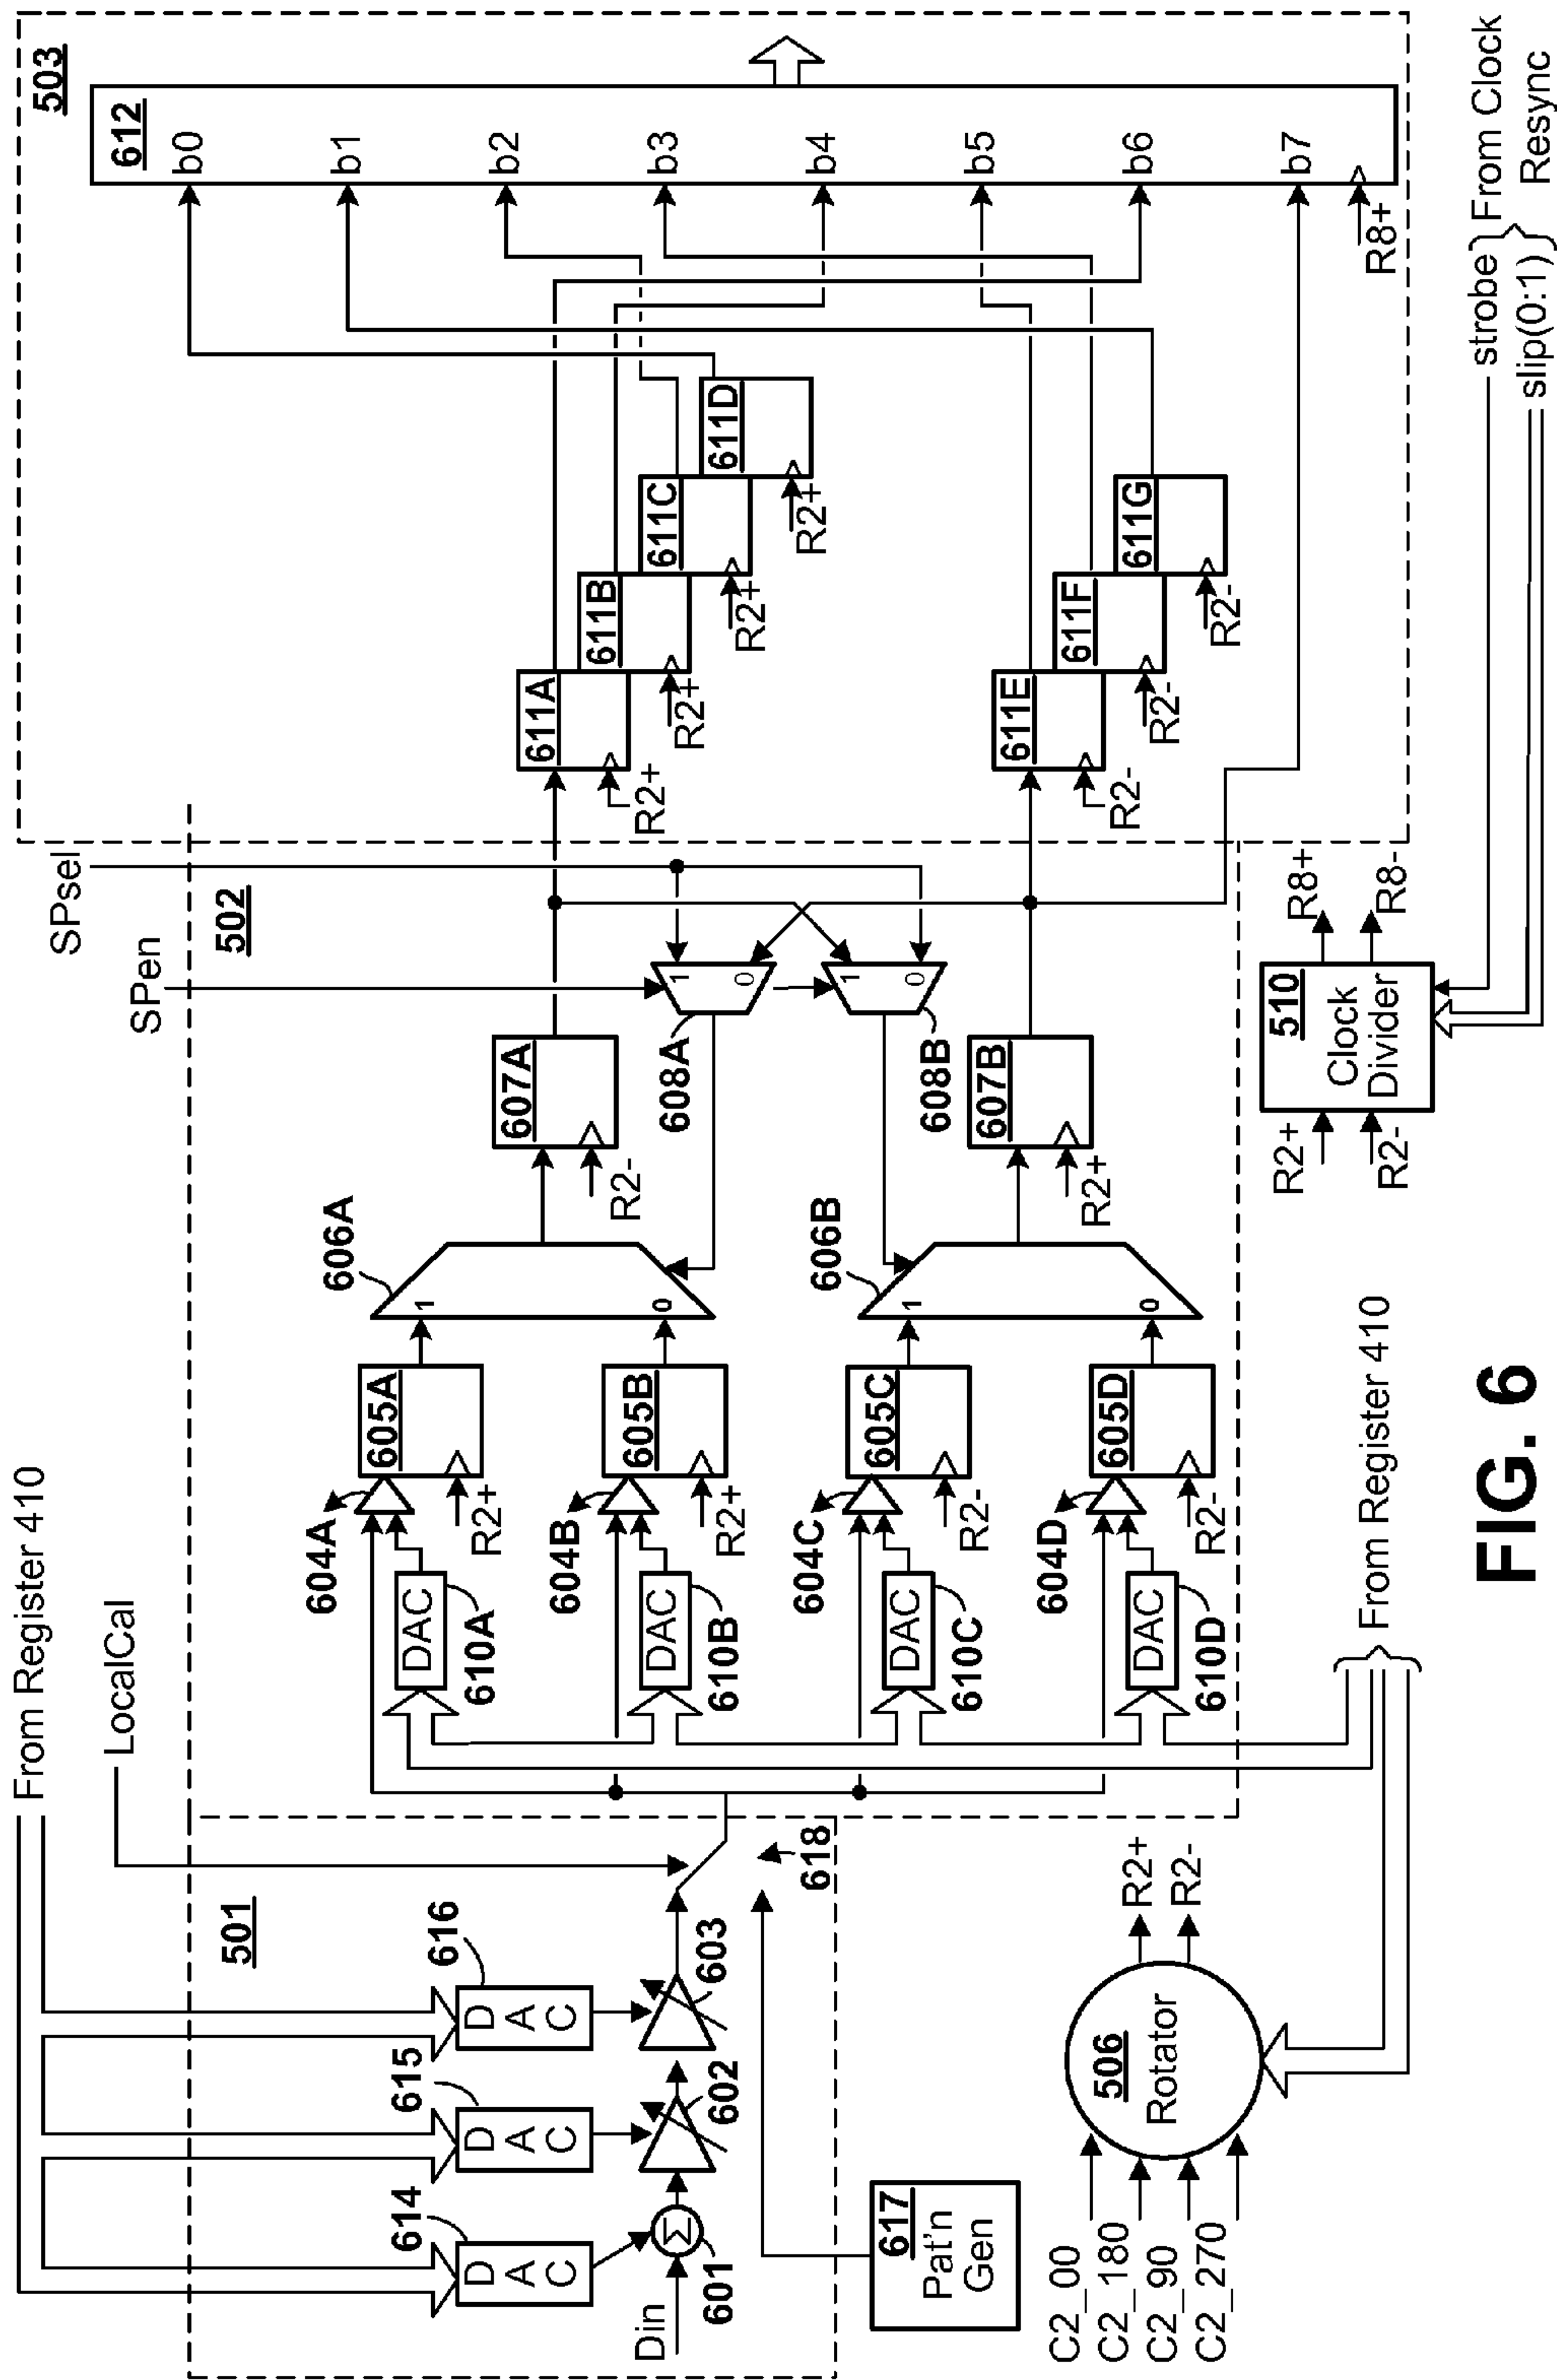 From Register 410
LocalCal
SPen
SPsel
501
502
503
614
D A C
615
D A C
616
D A C
Din
601
Σ
602
603
618
617
Pat'n
Gen
604A
DAC
610A
605A
R2+
604B
DAC
610B
605B
R2+
604C
DAC
610C
605C
R2-
604D
DAC
610D
605D
R2-
606A
1
0
606B
1
0
607A
R2-
607B
R2+
608A
1
0
608B
1
0
611A
R2+
611B
R2+
611C
R2+
611D
R2+
611E
R2-
611F
R2-
611G
R2-
612
b0
b1
b2
b3
b4
b5
b6
b7
R8+
C2_00
C2_180
C2_90
C2_270
506
Rotator
R2+
R2-
From Register 410
R2+
R2-
510
Clock
Divider
R8+
R8-
strobe
slip(0:1)
From Clock
Resync
FIG. 6